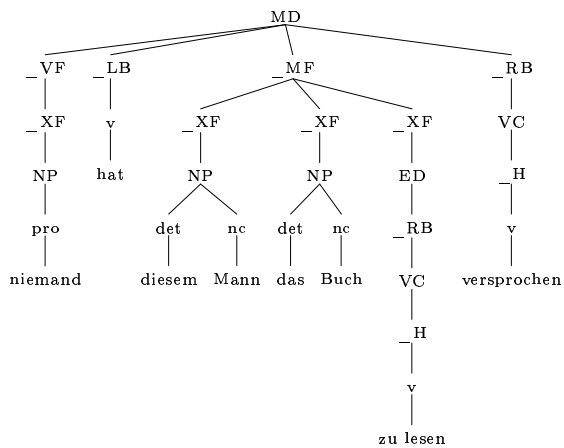 MD
_VF _LB _MF _RB
_XF v _XF _XF _XF VC
NP hat NP NP ED _H
pro det nc det nc _RB v
niemand diesem Mann das Buch VC versprochen
_H
v
zu lesen